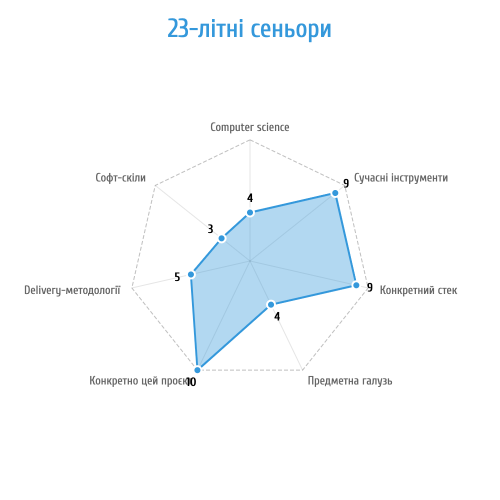 23-літні сеньори
Computer science
Софт-скіли
9
Сучасні інструменти
4
3
5
Delivery-методології
9
Конкретний стек
4
Конкретно цей проєкт
10
Предметна галузь